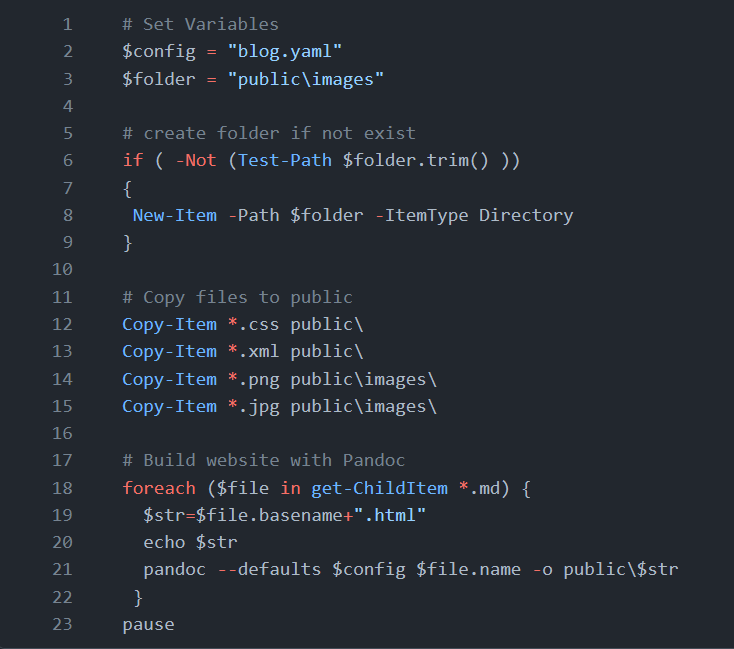 1 # Set Variables
2 $config = "blog.yaml"
3 $folder = "public\images"
4
5 # create folder if not exist
6 if ( -Not (Test-Path $folder.trim() ))
7 {
8  New-Item -Path $folder -ItemType Directory
9 }
10
11 # Copy files to public
12 Copy-Item *.css public\
13 Copy-Item *.xml public\
14 Copy-Item *.png public\images\
15 Copy-Item *.jpg public\images\
16
17 # Build website with Pandoc
18 foreach ($file in get-ChildItem *.md) {
19   $str=$file.basename+".html"
20   echo $str
21   pandoc --defaults $config $file.name -o public\$str
22  }
23 pause